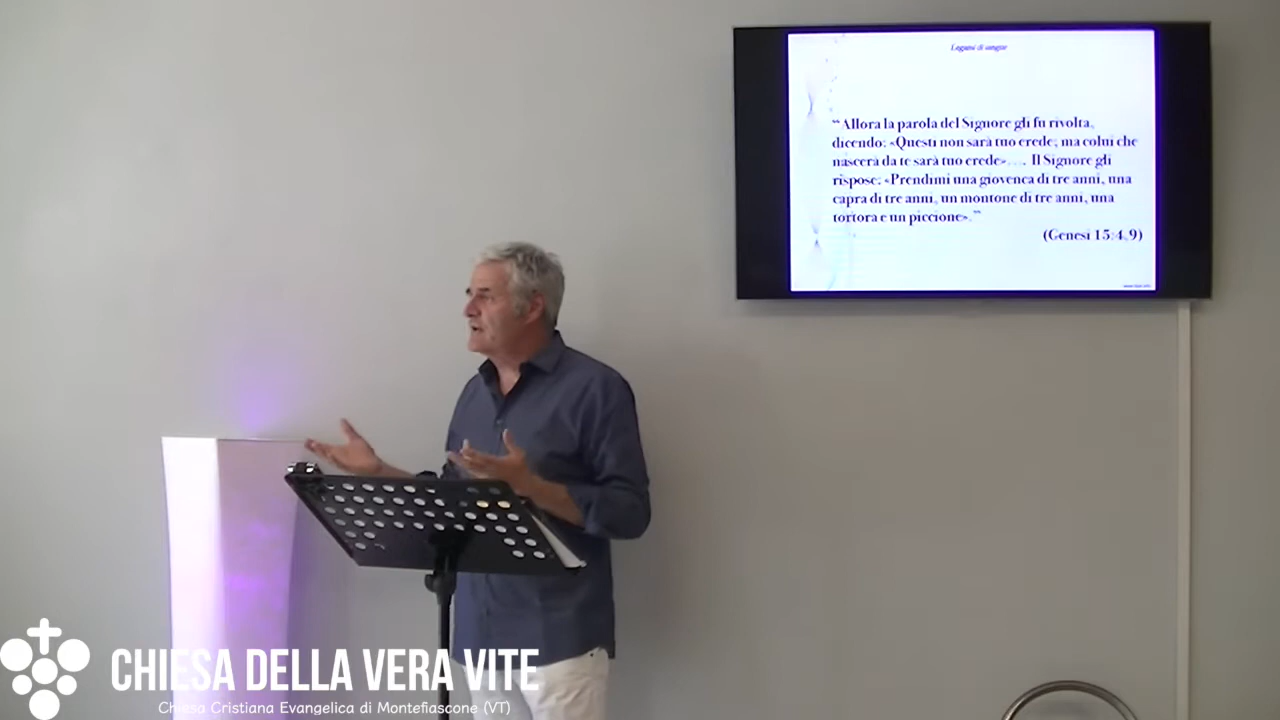 Legami di sangue
“Allora la parola del Signore gli fu rivolta,
dicendo: «Questi non sarà tuo erede; ma colui che
nascerà da te sarà tuo erede»…. Il Signore gli
rispose: «Prendimi una giovenca di tre anni, una
capra di tre anni, un montone di tre anni, una
tortora e un piccione».”
(Genesi 15:4,9)
CHIESA DELLA VERA VITE
Chiesa Cristiana Evangelica di Montefiascone (VT)